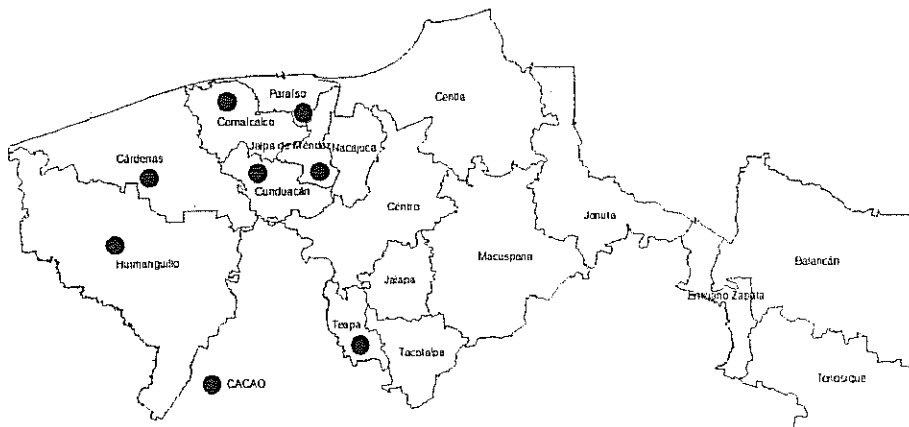 Paraíso
Centla
Comalcalco
Jalpa de Méndez
Nacajuca
Cárdenas
Cunduacán
Centro
Jonuta
Huimanguillo
Macuspana
Balancán
Jalapa
Emiliano Zapata
Teapa
Tacotalpa
Tenosique
CACAO